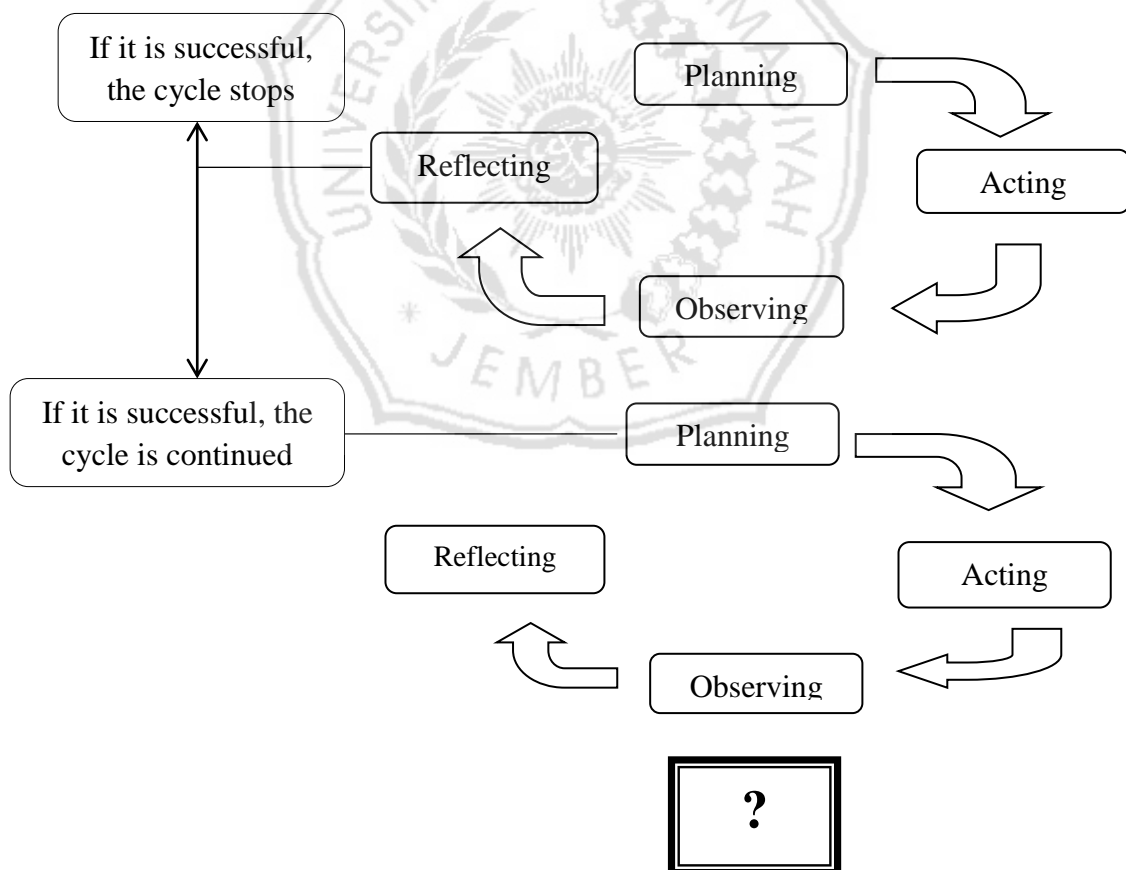 If it is successful,
the cycle stops
Planning
Reflecting
Acting
Observing
If it is successful, the
cycle is continued
Planning
Reflecting
Acting
Observing
?
JEMBER